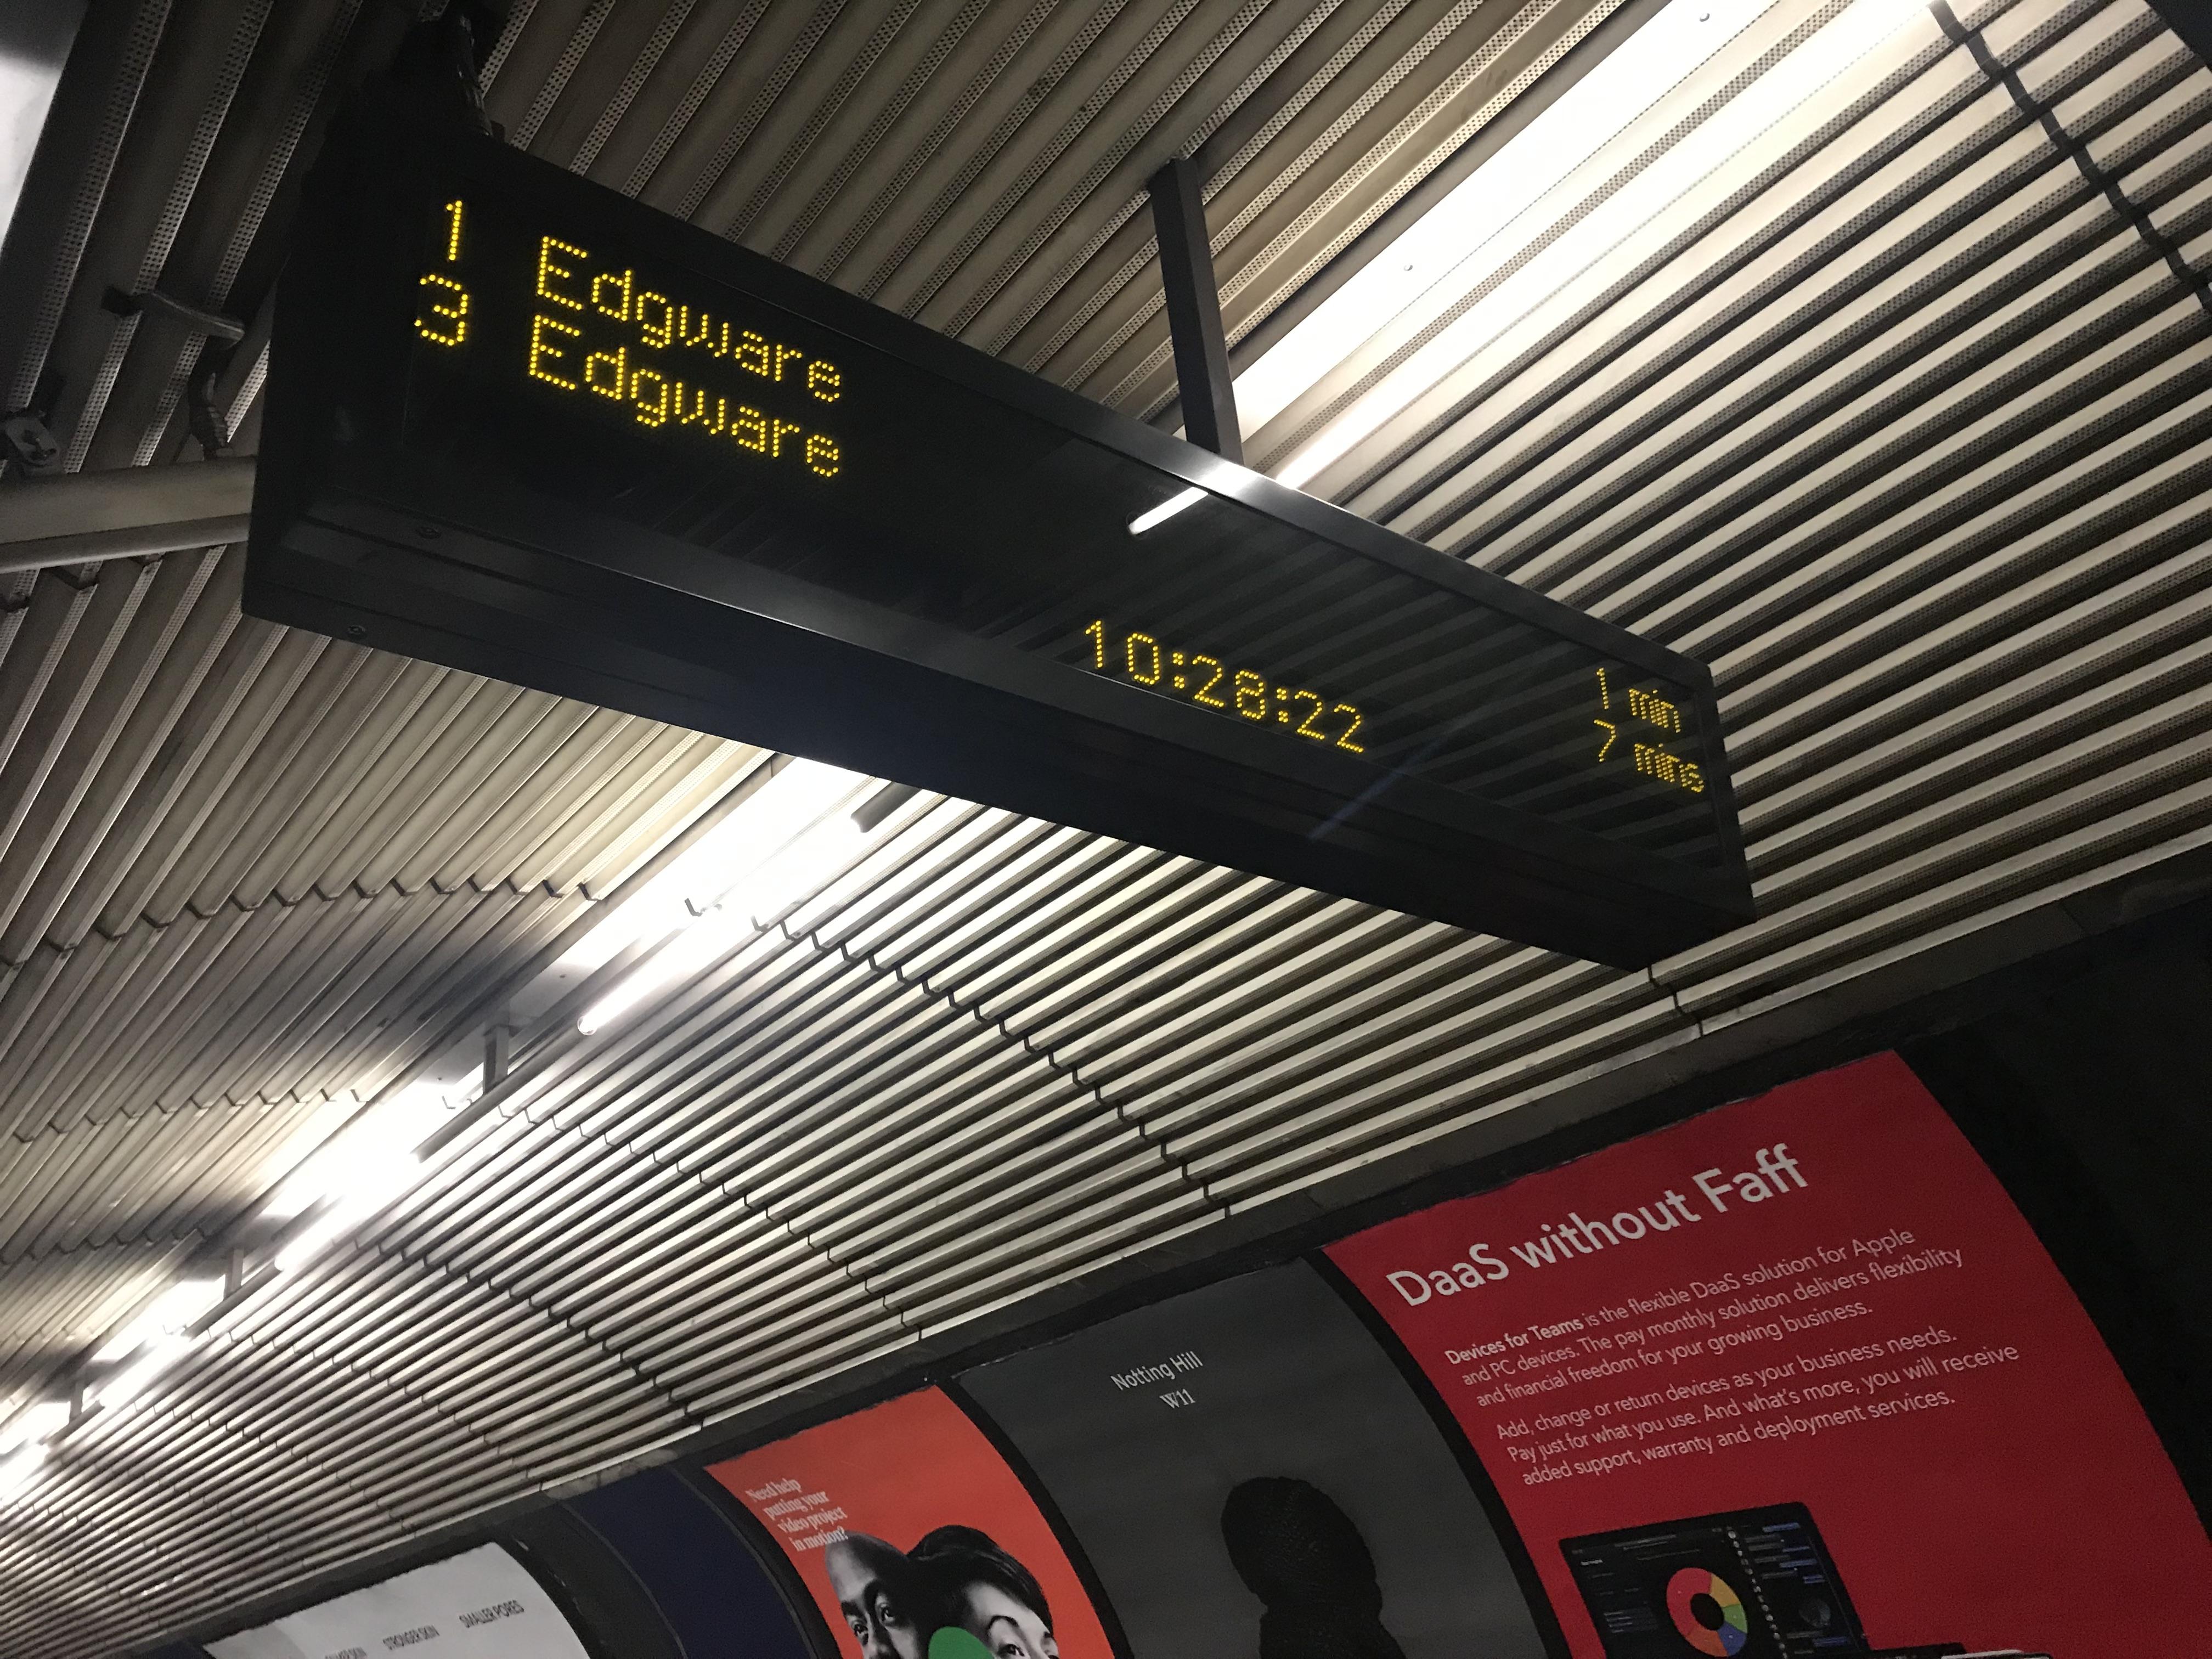 1 Edgware 1 min
3 Edgware 7 mins
10:28:22
DaaS without Faff
Devices for Teams is the flexible DaaS solution for Apple
and PC devices. The pay monthly solution delivers flexibility
and financial freedom for your growing business.
Add, change or return devices as your business needs.
Pay just for what you use. And what's more, you will receive
added support, warranty and deployment services.
Notting Hill
W11
Need help
putting your
video project
in motion?
STRONGER SKIN
SMALLER PORES